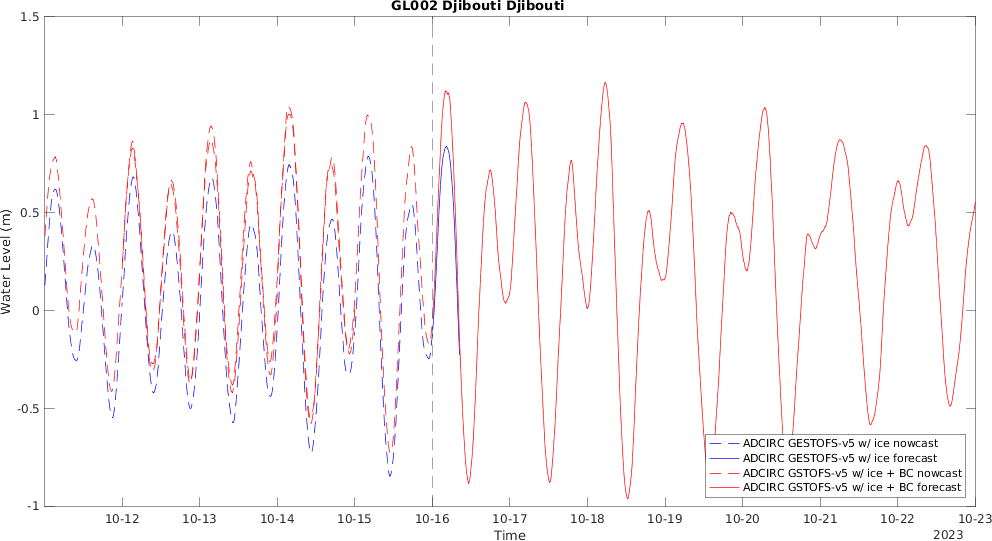 GL002 Djibouti Djibouti
1.5
1
0.5
0
-0.5
-1
Water Level (m)
ADCIRC GESTOFS-v5 w/ ice nowcast
ADCIRC GESTOFS-v5 w/ ice forecast
ADCIRC GSTOFS-v5 w/ ice + BC nowcast
ADCIRC GSTOFS-v5 w/ ice + BC forecast
10-12 10-13 10-14 10-15 10-16 10-17 10-18 10-19 10-20 10-21 10-22 10-23
Time
2023